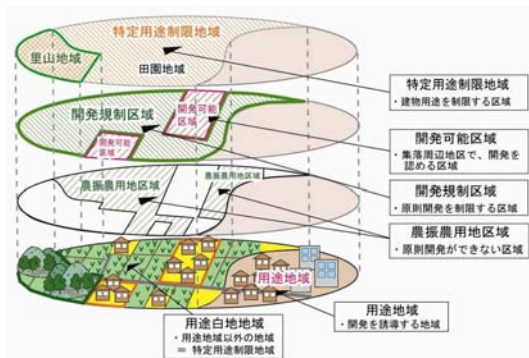 特定用途制限地域
里山地域
田園地域
特定用途制限地域
・建物用途を制限する区域
開発可能
区域
開発規制区域
開発可能
区域
開発可能区域
・集落周辺地区で、開発を
認める区域
農振農用地区域
農振農用地区域
開発規制区域
・原則開発を制限する区域
農振農用地区域
・原則開発ができない区域
用途地域
用途白地地域
・用途地域以外の地域
＝ 特定用途制限地域
用途地域
・開発を誘導する地域